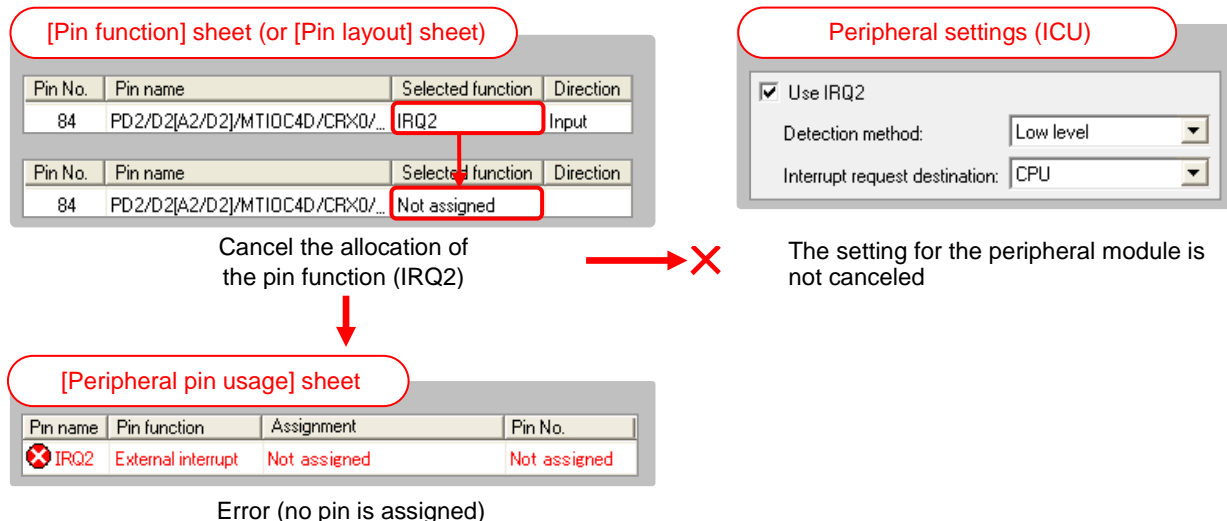 [Pin function] sheet (or [Pin layout] sheet)
Pin No. Pin name Selected function Direction
84 PD2/D2[A2/D2]/MTIOC4D/CRX0/... IRQ2 Input
Pin No. Pin name Selected function Direction
84 PD2/D2[A2/D2]/MTIOC4D/CRX0/... Not assigned
Cancel the allocation of
the pin function (IRQ2)
Peripheral settings (ICU)
Use IRQ2
Detection method: Low level
Interrupt request destination: CPU
The setting for the peripheral module is
not canceled
[Peripheral pin usage] sheet
Pin name Pin function Assignment Pin No.
IRQ2 External interrupt Not assigned Not assigned
Error (no pin is assigned)